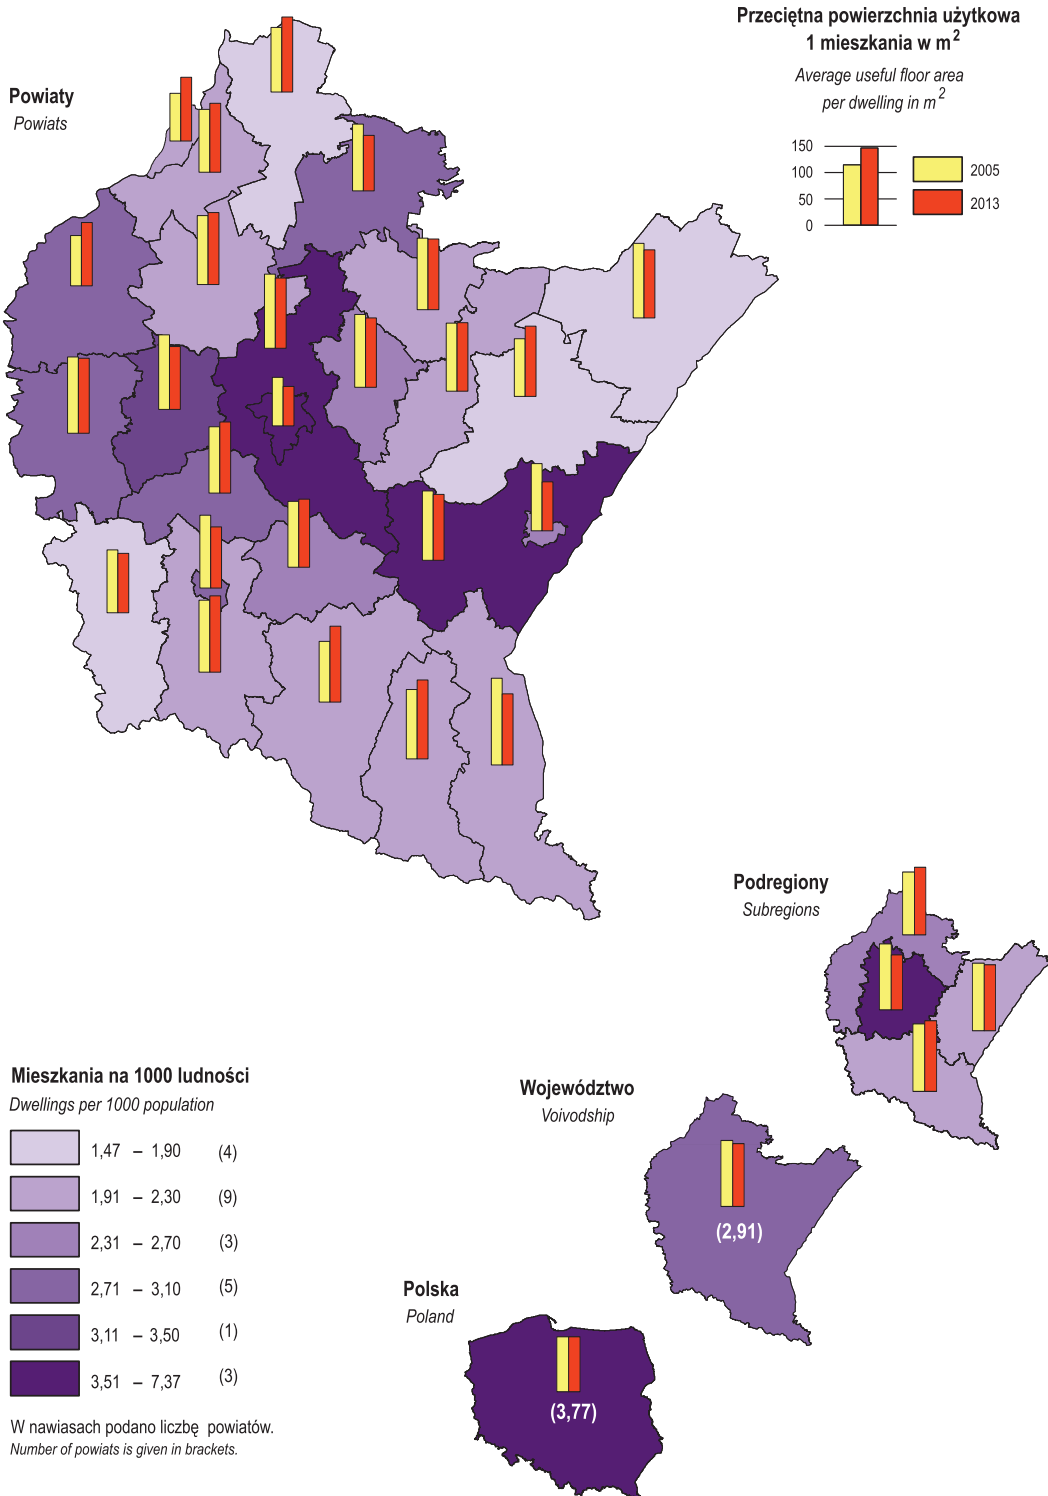 Przeciętna powierzchnia użytkowa
1 mieszkania w m²
Average useful floor area
per dwelling in m²
150
100
50
0
2005
2013
Powiaty
Powiats
Podregiony
Subregions
Województwo
Voivodship
(2,91)
Polska
Poland
(3,77)
Mieszkania na 1000 ludności
Dwellings per 1000 population
1,47 – 1,90 (4)
1,91 – 2,30 (9)
2,31 – 2,70 (3)
2,71 – 3,10 (5)
3,11 – 3,50 (1)
3,51 – 7,37 (3)
W nawiasach podano liczbę powiatów.
Number of powiats is given in brackets.